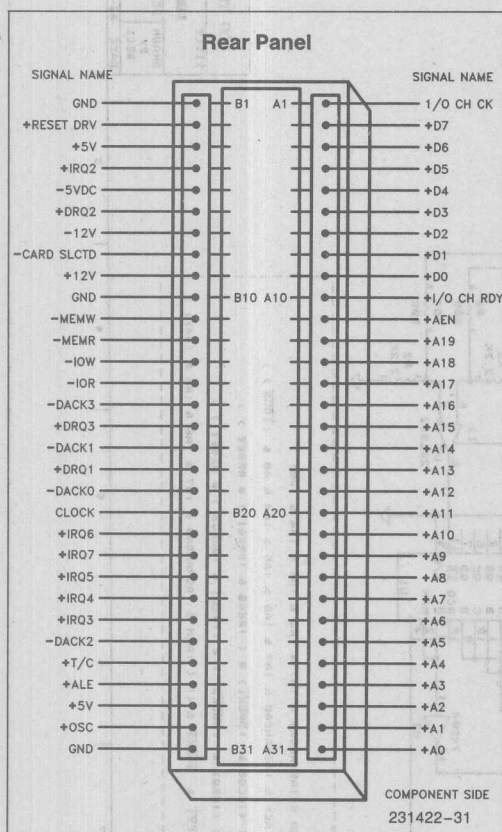 Rear Panel
SIGNAL NAME SIGNAL NAME
GND B1 A1 1/O CH CK
+RESET DRV +D7
+5V +D6
+IRQ2 +D5
-5VDC +D4
+DRQ2 +D3
-12V +D2
-CARD SLCTD +D1
+12V +D0
GND B10 A10 +I/O CH RDY
-MEMW +AEN
-MEMR +A19
-IOW +A18
-IOR +A17
-DACK3 +A16
+DRQ3 +A15
-DACK1 +A14
+DRQ1 +A13
-DACK0 +A12
CLOCK B20 A20 +A11
+IRQ6 +A10
+IRQ7 +A9
+IRQ5 +A8
+IRQ4 +A7
+IRQ3 +A6
-DACK2 +A5
+T/C +A4
+ALE +A3
+5V +A2
+OSC +A1
GND B31 A31 +A0
COMPONENT SIDE
231422-31